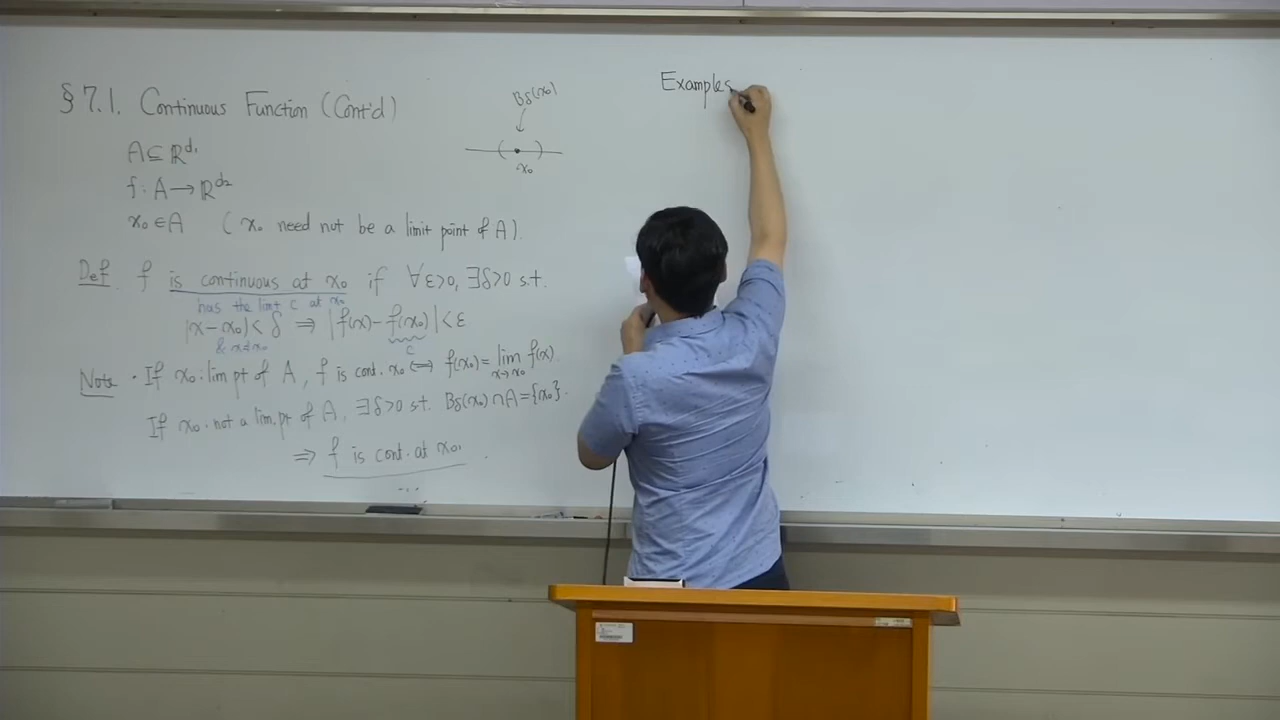 § 7.1. Continuous Function (Cont'd)
A ⊆ ℝ^d₁
f : A → ℝ^d₂
x₀ ∈ A ( x₀ need not be a limit point of A ).
Def. f is continuous at x₀ if ∀ε>0, ∃δ>0 s.t.
has the limit C at x₀
|x − x₀| < δ ⇒ |f(x) − f(x₀)| < ε
& x ≠ x₀ C
Note · If x₀ : lim pt of A, f is cont. x₀ ⟺ f(x₀) = lim_{x→x₀} f(x).
If x₀ : not a lim. pt of A, ∃δ>0 s.t. Bδ(x₀) ∩ A = {x₀}.
⇒ f is cont. at x₀.
Bδ(x₀)
( )
x₀
Examples